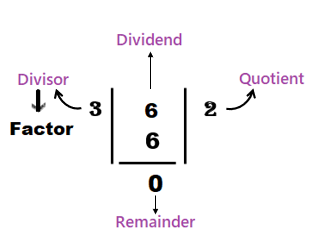 Dividend
Divisor
Quotient
3 6 2
Factor
6
0
Remainder